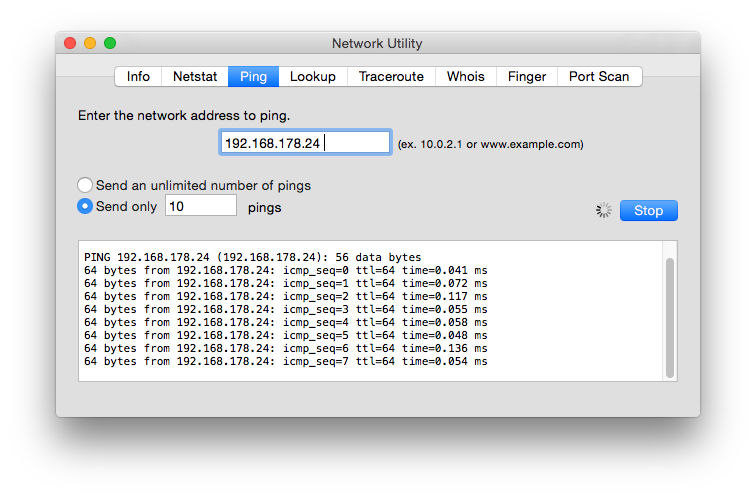 Network Utility
Info Netstat Ping Lookup Traceroute Whois Finger Port Scan
Enter the network address to ping.
192.168.178.24 (ex. 10.0.2.1 or www.example.com)
Send an unlimited number of pings
Send only 10 pings
Stop
PING 192.168.178.24 (192.168.178.24): 56 data bytes
64 bytes from 192.168.178.24: icmp_seq=0 ttl=64 time=0.041 ms
64 bytes from 192.168.178.24: icmp_seq=1 ttl=64 time=0.072 ms
64 bytes from 192.168.178.24: icmp_seq=2 ttl=64 time=0.117 ms
64 bytes from 192.168.178.24: icmp_seq=3 ttl=64 time=0.055 ms
64 bytes from 192.168.178.24: icmp_seq=4 ttl=64 time=0.058 ms
64 bytes from 192.168.178.24: icmp_seq=5 ttl=64 time=0.048 ms
64 bytes from 192.168.178.24: icmp_seq=6 ttl=64 time=0.136 ms
64 bytes from 192.168.178.24: icmp_seq=7 ttl=64 time=0.054 ms